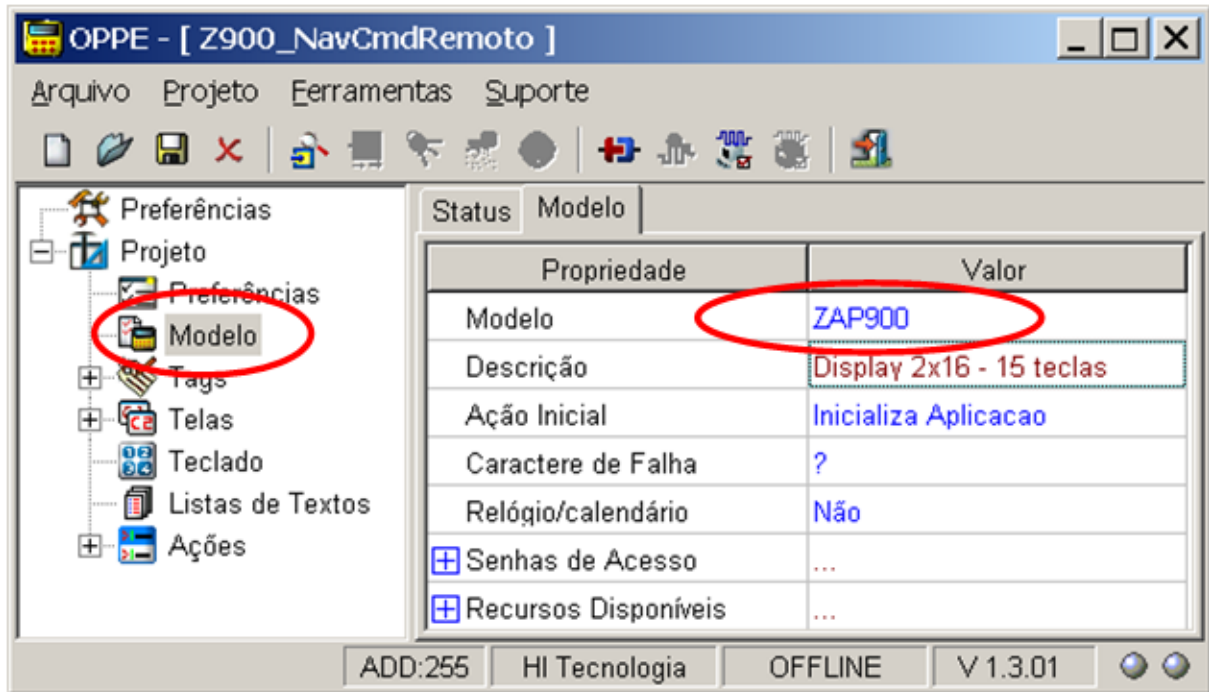 OPPE - [ Z900_NavCmdRemoto ]
Arquivo Projeto Ferramentas Suporte
Preferências
Projeto
Preferências
Modelo
Tags
Telas
Teclado
Listas de Textos
Ações
Status Modelo
Propriedade Valor
Modelo ZAP900
Descrição Display 2x16 - 15 teclas
Ação Inicial Inicializa Aplicacao
Caractere de Falha ?
Relógio/calendário Não
Senhas de Acesso ...
Recursos Disponíveis ...
ADD:255 HI Tecnologia OFFLINE V 1.3.01